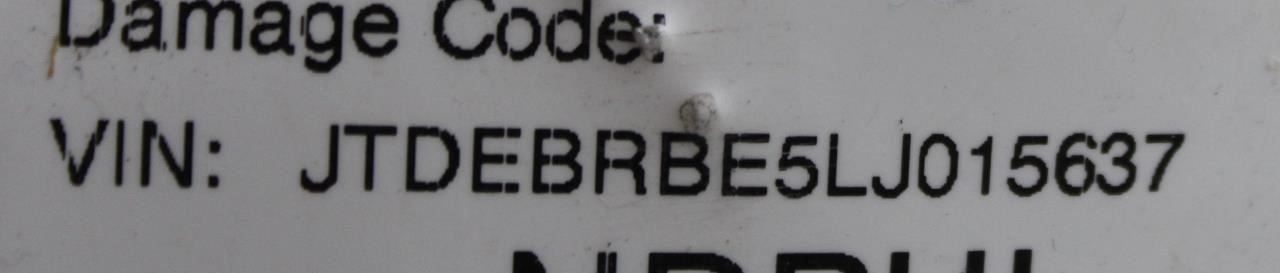 Damage Code:
VIN: JTDEBRBE5LJ015637